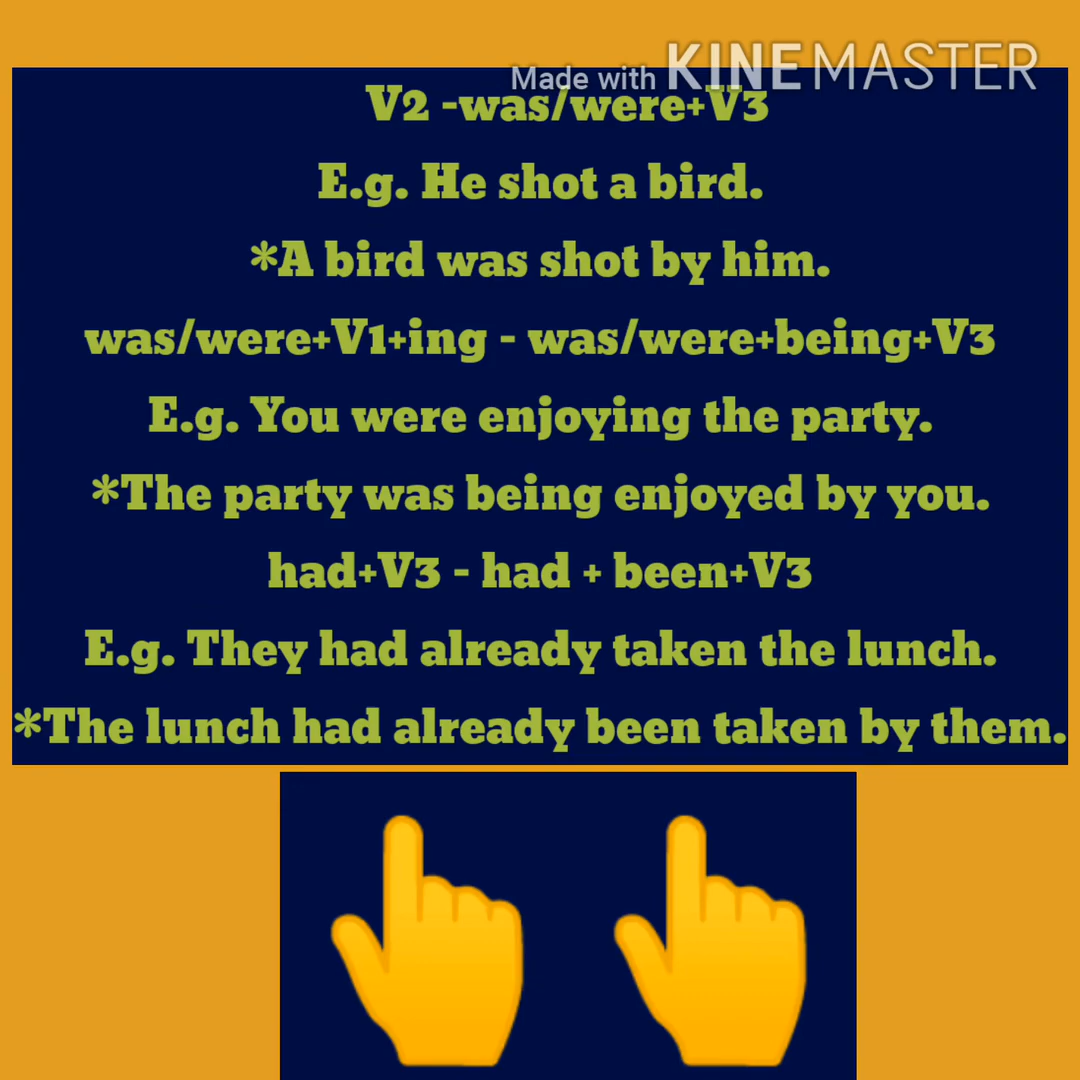 Made with KINEMASTER
V2 -was/were+V3
E.g. He shot a bird.
*A bird was shot by him.
was/were+V1+ing - was/were+being+V3
E.g. You were enjoying the party.
*The party was being enjoyed by you.
had+V3 - had + been+V3
E.g. They had already taken the lunch.
*The lunch had already been taken by them.